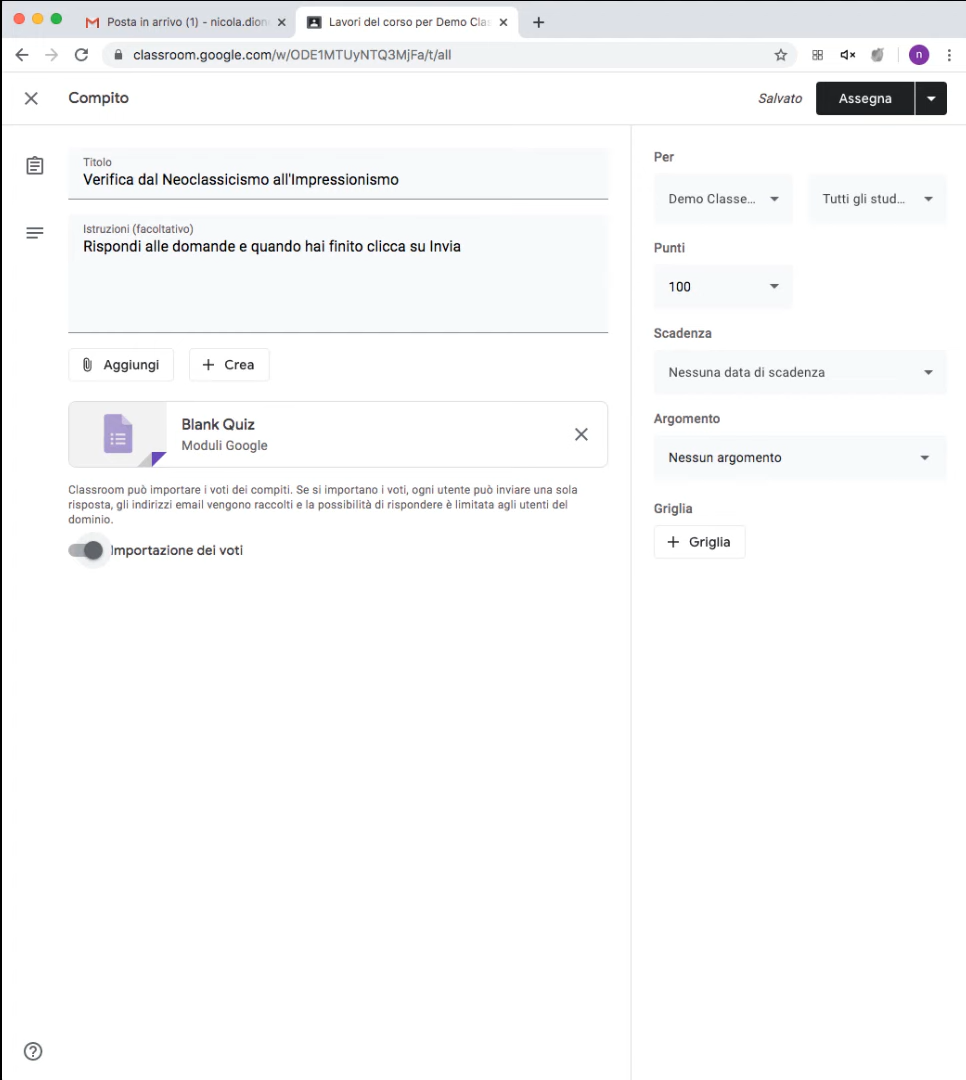 Posta in arrivo (1) - nicola.dion
Lavori del corso per Demo Cla
classroom.google.com/w/ODE1MTUyNTQ3MjFa/t/all
n
Compito
Salvato
Assegna
Titolo
Verifica dal Neoclassicismo all'Impressionismo
Istruzioni (facoltativo)
Rispondi alle domande e quando hai finito clicca su Invia
Aggiungi
Crea
Blank Quiz
Moduli Google
Classroom può importare i voti dei compiti. Se si importano i voti, ogni utente può inviare una sola
risposta, gli indirizzi email vengono raccolti e la possibilità di rispondere è limitata agli utenti del
dominio.
Importazione dei voti
Per
Demo Classe...
Tutti gli stud...
Punti
100
Scadenza
Nessuna data di scadenza
Argomento
Nessun argomento
Griglia
Griglia